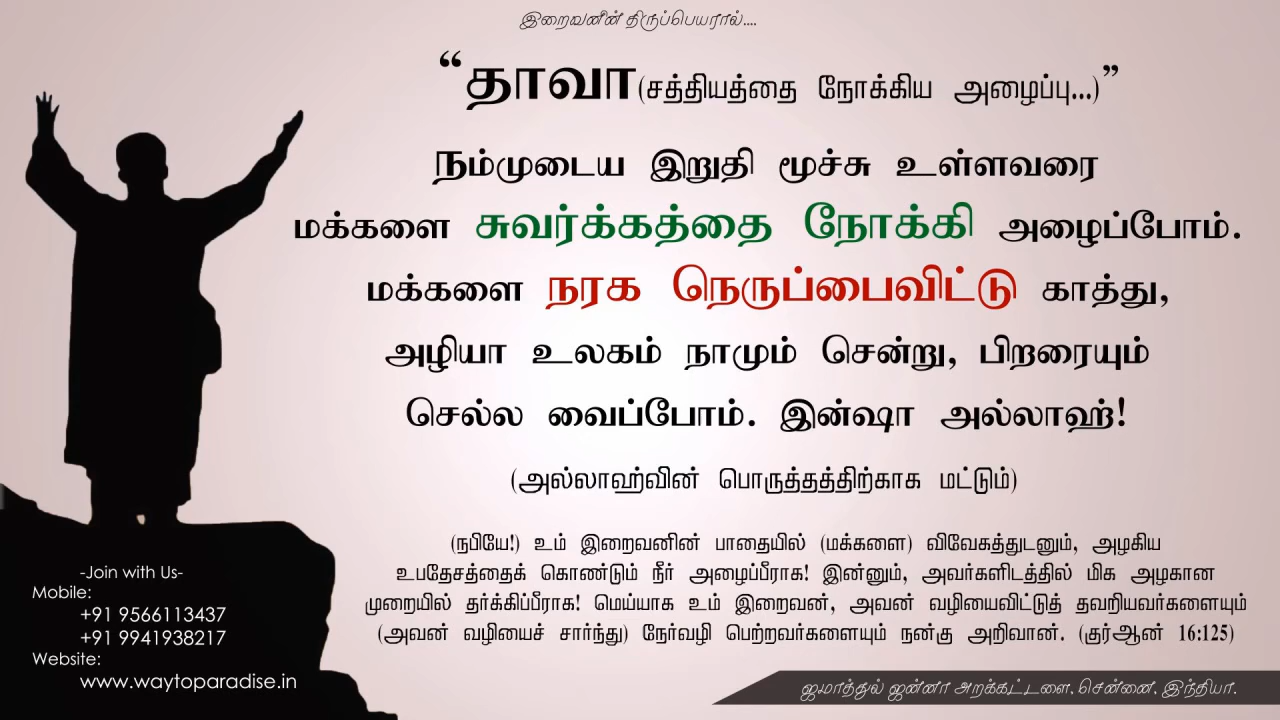 இறைவனின் திருப்பெயரால்....
“தாவா(சத்தியத்தை நோக்கிய அழைப்பு...)”
நம்முடைய இறுதி மூச்சு உள்ளவரை
மக்களை சுவர்க்கத்தை நோக்கி அழைப்போம்.
மக்களை நரக நெருப்பைவிட்டு காத்து,
அழியா உலகம் நாமும் சென்று, பிறரையும்
செல்ல வைப்போம். இன்ஷா அல்லாஹ்!
(அல்லாஹ்வின் பொருத்தத்திற்காக மட்டும்)
(நபியே!) உம் இறைவனின் பாதையில் (மக்களை) விவேகத்துடனும், அழகிய
உபதேசத்தைக் கொண்டும் நீர் அழைப்பீராக! இன்னும், அவர்களிடத்தில் மிக அழகான
முறையில் தர்க்கிப்பீராக! மெய்யாக உம் இறைவன், அவன் வழியைவிட்டுத் தவறியவர்களையும்
(அவன் வழியைச் சார்ந்து) நேர்வழி பெற்றவர்களையும் நன்கு அறிவான். (குர்ஆன் 16:125)
-Join with Us-
Mobile:
+91 9566113437
+91 9941938217
Website:
www.waytoparadise.in
ஜமாத்துல் ஜன்னா அறக்கட்டளை, சென்னை, இந்தியா.